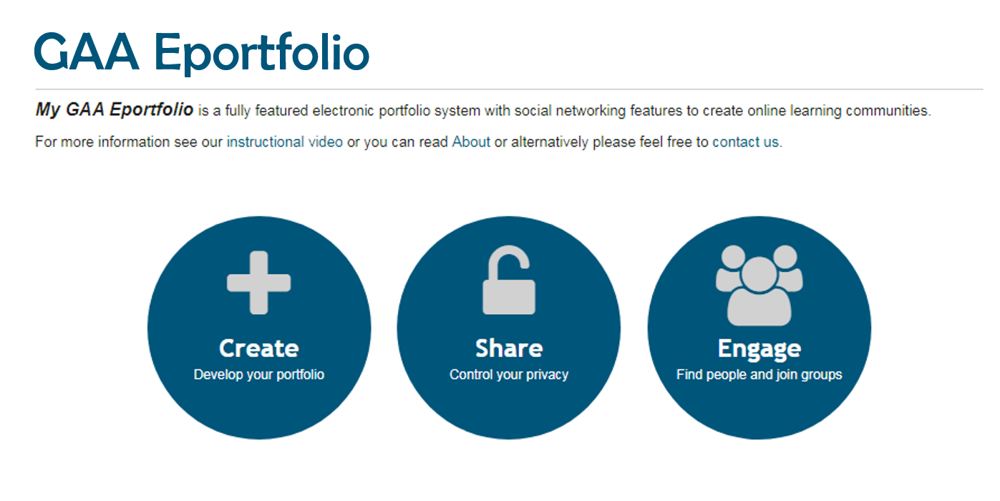 GAA Eportfolio
My GAA Eportfolio is a fully featured electronic portfolio system with social networking features to create online learning communities.
For more information see our instructional video or you can read About or alternatively please feel free to contact us.
Create
Develop your portfolio
Share
Control your privacy
Engage
Find people and join groups